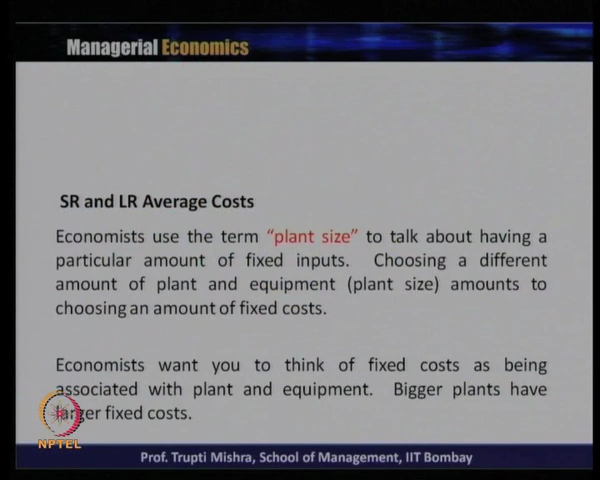 Managerial Economics
SR and LR Average Costs
Economists use the term “plant size” to talk about having a
particular amount of fixed inputs. Choosing a different
amount of plant and equipment (plant size) amounts to
choosing an amount of fixed costs.
Economists want you to think of fixed costs as being
associated with plant and equipment. Bigger plants have
larger fixed costs.
NPTEL
Prof. Trupti Mishra, School of Management, IIT Bombay